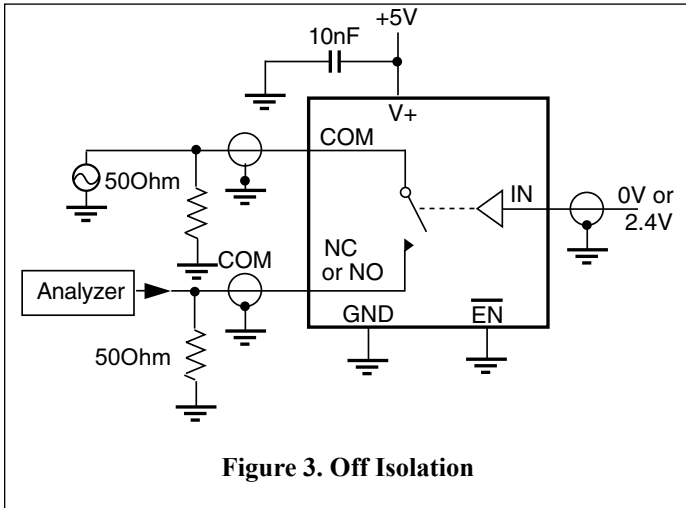 +5V
10nF
V+
COM
50Ohm
IN
0V or
2.4V
NC
or NO
COM
Analyzer
GND
EN
50Ohm
Figure 3. Off Isolation